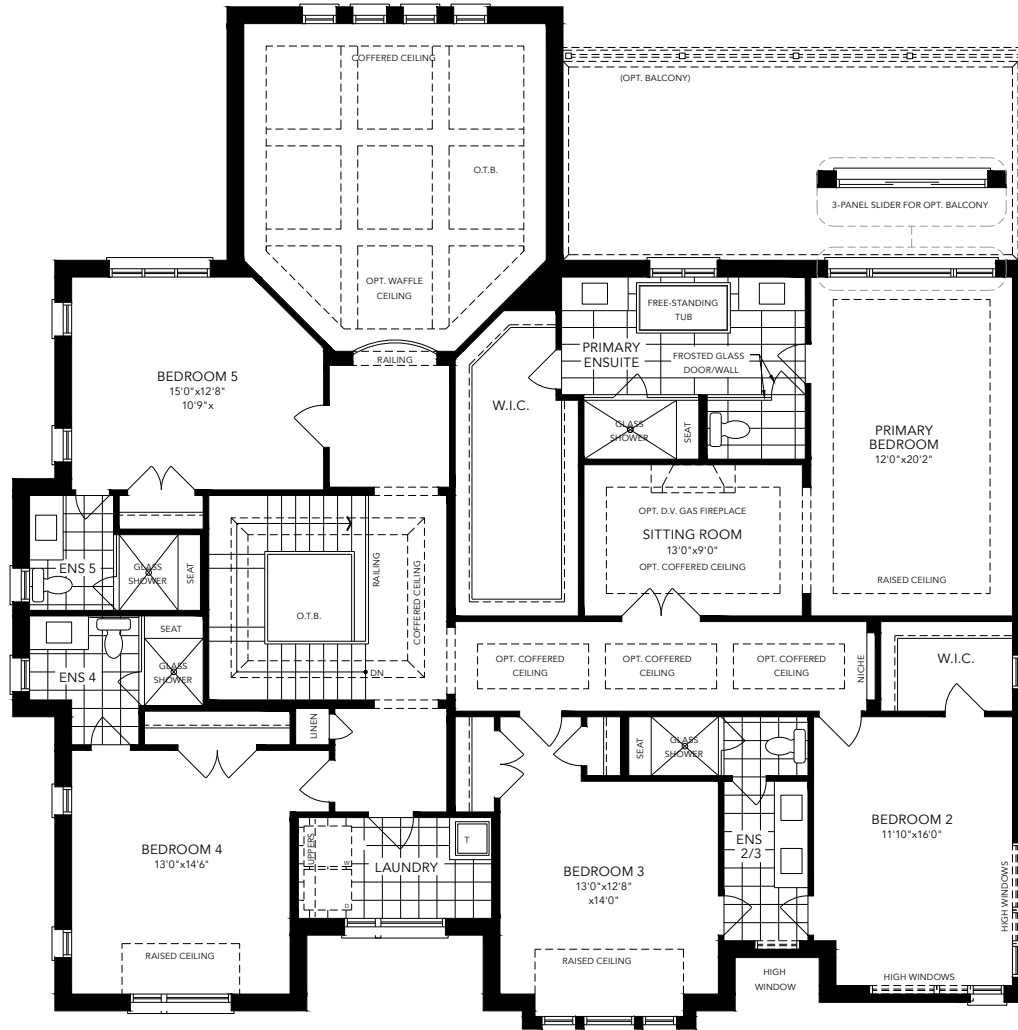 COFFERED CEILING
(OPT. BALCONY)
O.T.B.
3-PANEL SLIDER FOR OPT. BALCONY
OPT. WAFFLE
CEILING
FREE-STANDING
TUB
RAILING
PRIMARY
ENSUITE
FROSTED GLASS
DOOR/WALL
BEDROOM 5
15'0"x12'8"
10'9"x
W.I.C.
GLASS
SHOWER
SEAT
PRIMARY
BEDROOM
12'0"x20'2"
OPT. D.V. GAS FIREPLACE
SITTING ROOM
13'0"x9'0"
OPT. COFFERED CEILING
RAISED CEILING
ENS 5
GLASS
SHOWER
SEAT
RAILING
COFFERED CEILING
O.T.B.
DN
SEAT
ENS 4
GLASS
SHOWER
OPT. COFFERED
CEILING
OPT. COFFERED
CEILING
OPT. COFFERED
CEILING
NICHE
W.I.C.
LINEN
SEAT
GLASS
SHOWER
BEDROOM 4
13'0"x14'6"
UPPERS
W
D
LAUNDRY
T
BEDROOM 3
13'0"x12'8"
x14'0"
ENS
2/3
BEDROOM 2
11'10"x16'0"
HIGH WINDOWS
RAISED CEILING
RAISED CEILING
HIGH
WINDOW
HIGH WINDOWS